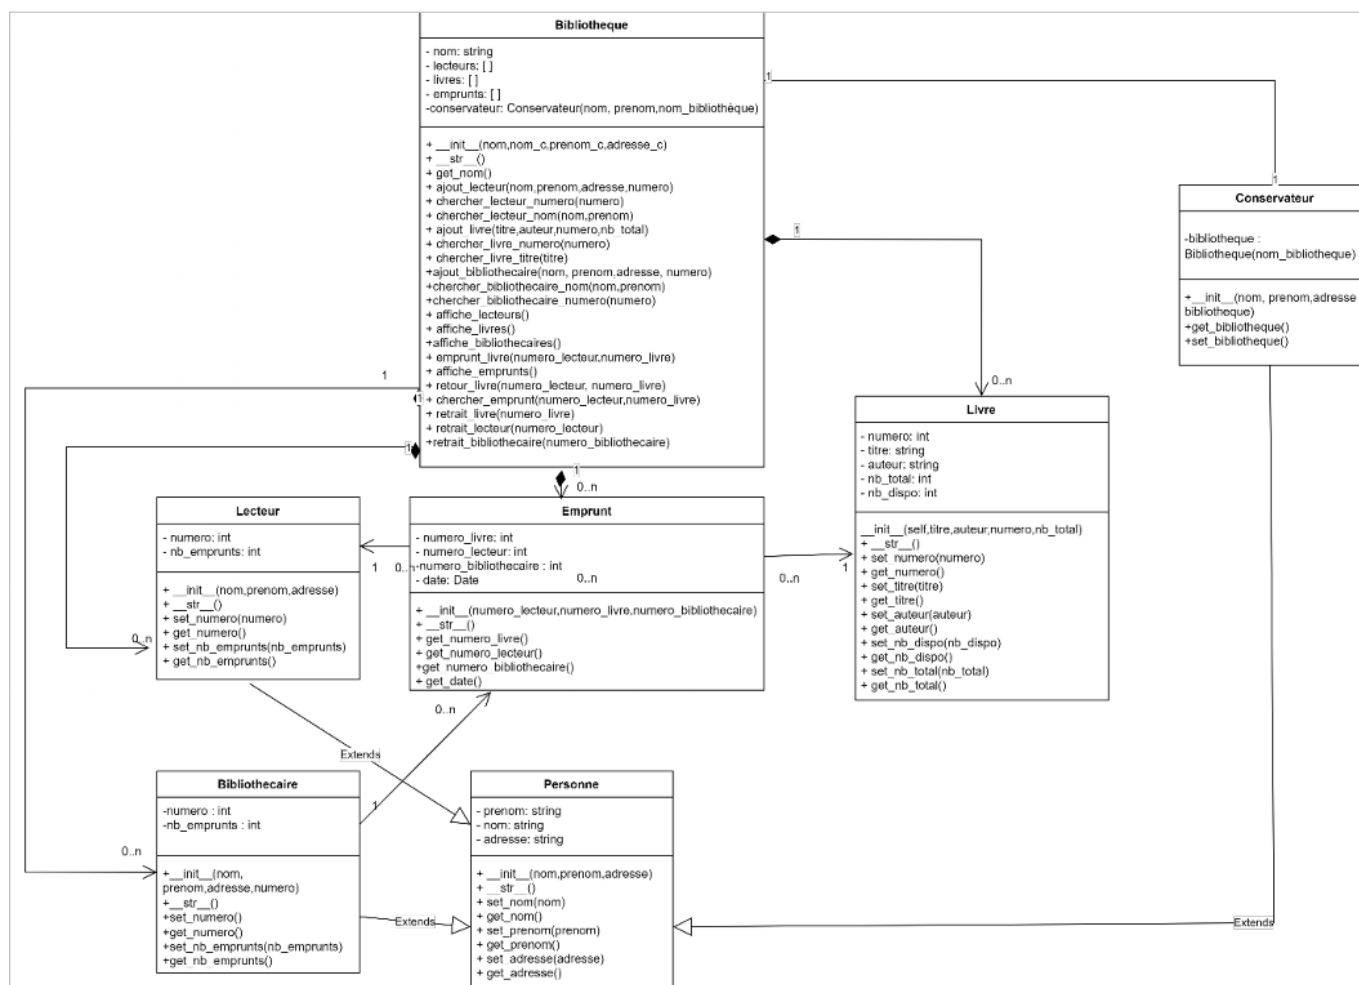 Bibliotheque
- nom: string
- lecteurs: [ ]
- livres: [ ]
- emprunts: [ ]
-conservateur: Conservateur(nom, prenom,nom_bibliothèque)
+ __init__(nom,nom_c,prenom_c,adresse_c)
+ __str__()
+ get_nom()
+ ajout_lecteur(nom,prenom,adresse,numero)
+ chercher_lecteur_numero(numero)
+ chercher_lecteur_nom(nom,prenom)
+ ajout_livre(titre,auteur,numero,nb_total)
+ chercher_livre_numero(numero)
+ chercher_livre_titre(titre)
+ajout_bibliothecaire(nom, prenom,adresse, numero)
+chercher_bibliothecaire_nom(nom,prenom)
+chercher_bibliothecaire_numero(numero)
+ affiche_lecteurs()
+ affiche_livres()
+affiche_bibliothecaires()
+ emprunt_livre(numero_lecteur,numero_livre)
+ affiche_emprunts()
+ retour_livre(numero_lecteur, numero_livre)
+ chercher_emprunt(numero_lecteur,numero_livre)
+ retrait_livre(numero_livre)
+ retrait_lecteur(numero_lecteur)
+retrait_bibliothecaire(numero_bibliothecaire)
1
1
Conservateur
-bibliotheque :
Bibliotheque(nom_bibliotheque)
+__init__(nom, prenom,adresse
bibliotheque)
+get_bibliotheque()
+set_bibliotheque()
1
0..n
1
1
1
1
0..n
Livre
- numero: int
- titre: string
- auteur: string
- nb_total: int
- nb_dispo: int
__init__(self,titre,auteur,numero,nb_total)
+ __str__()
+ set_numero(numero)
+ get_numero()
+ set_titre(titre)
+ get_titre()
+ set_auteur(auteur)
+ get_auteur()
+ set_nb_dispo(nb_dispo)
+ get_nb_dispo()
+ set_nb_total(nb_total)
+ get_nb_total()
Lecteur
- numero: int
- nb_emprunts: int
+ __init__(nom,prenom,adresse)
+ __str__()
+ set_numero(numero)
+ get_numero()
+ set_nb_emprunts(nb_emprunts)
+ get_nb_emprunts()
0..n
1
0..n
Emprunt
- numero_livre: int
- numero_lecteur: int
-numero_bibliothecaire : int
- date: Date
0..n
+ __init__(numero_lecteur,numero_livre,numero_bibliothecaire)
+ __str__()
+ get_numero_livre()
+ get_numero_lecteur()
+get_numero_bibliothecaire()
+ get_date()
0..n
1
0..n
1
Extends
0..n
Bibliothecaire
-numero : int
-nb_emprunts : int
+__init__(nom,
prenom,adresse,numero)
+__str__()
+set_numero()
+get_numero()
+set_nb_emprunts(nb_emprunts)
+get_nb_emprunts()
Extends
Personne
- prenom: string
- nom: string
- adresse: string
+ __init__(nom,prenom,adresse)
+ __str__()
+ set_nom(nom)
+ get_nom()
+ set_prenom(prenom)
+ get_prenom()
+ set_adresse(adresse)
+ get_adresse()
Extends